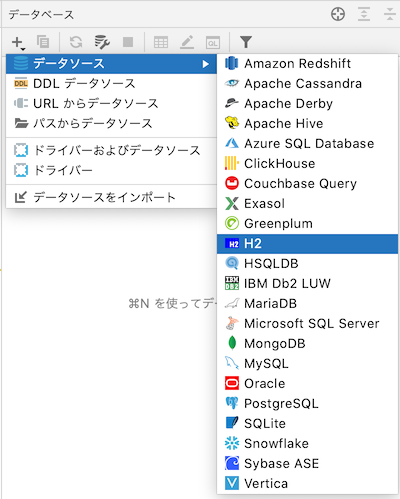 データベース
QL
データソース
DDL データソース
URL からデータソース
パスからデータソース
ドライバーおよびデータソース
ドライバー
データソースをインポート
⌘N を使ってデー
Amazon Redshift
Apache Cassandra
Apache Derby
Apache Hive
Azure SQL Database
ClickHouse
Couchbase Query
Exasol
Greenplum
H2 H2
HSQLDB
IBM Db2 LUW
MariaDB
Microsoft SQL Server
MongoDB
MySQL
Oracle
PostgreSQL
SQLite
Snowflake
Sybase ASE
Vertica